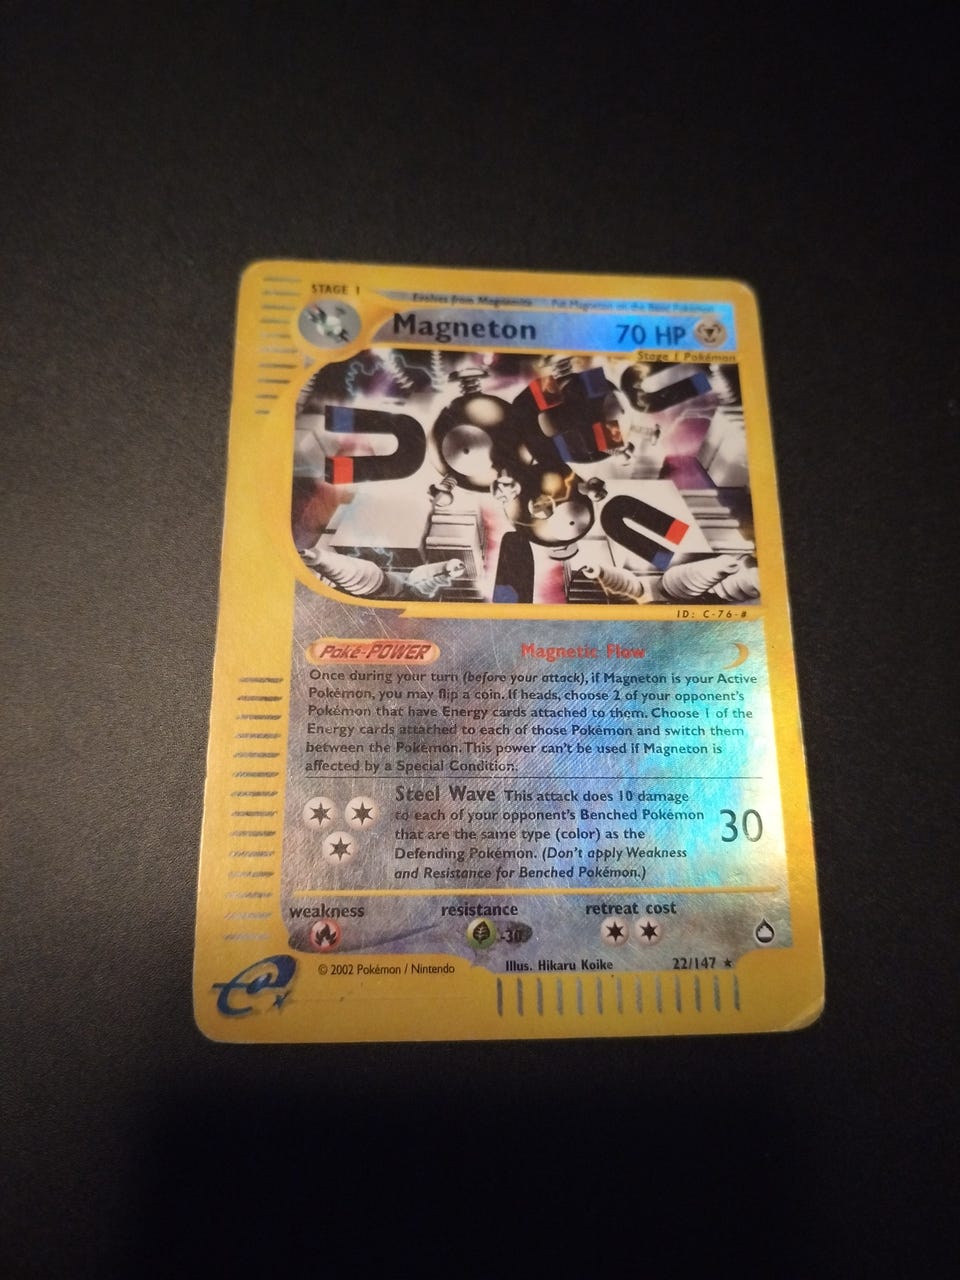 STAGE 1
Evolves from Magnemite Put Magneton on the Basic Pokémon
Magneton 70 HP
Stage 1 Pokémon
ID: C-76-#
Poké-POWER Magnetic Flow
Once during your turn (before your attack), if Magneton is your Active
Pokémon, you may flip a coin. If heads, choose 2 of your opponent's
Pokémon that have Energy cards attached to them. Choose 1 of the
Energy cards attached to each of those Pokémon and switch them
between the Pokémon. This power can't be used if Magneton is
affected by a Special Condition.
Steel Wave This attack does 10 damage
to each of your opponent's Benched Pokémon
that are the same type (color) as the
Defending Pokémon. (Don't apply Weakness
and Resistance for Benched Pokémon.)
30
weakness resistance retreat cost
-30
© 2002 Pokémon / Nintendo Illus. Hikaru Koike 22/147 ★
e